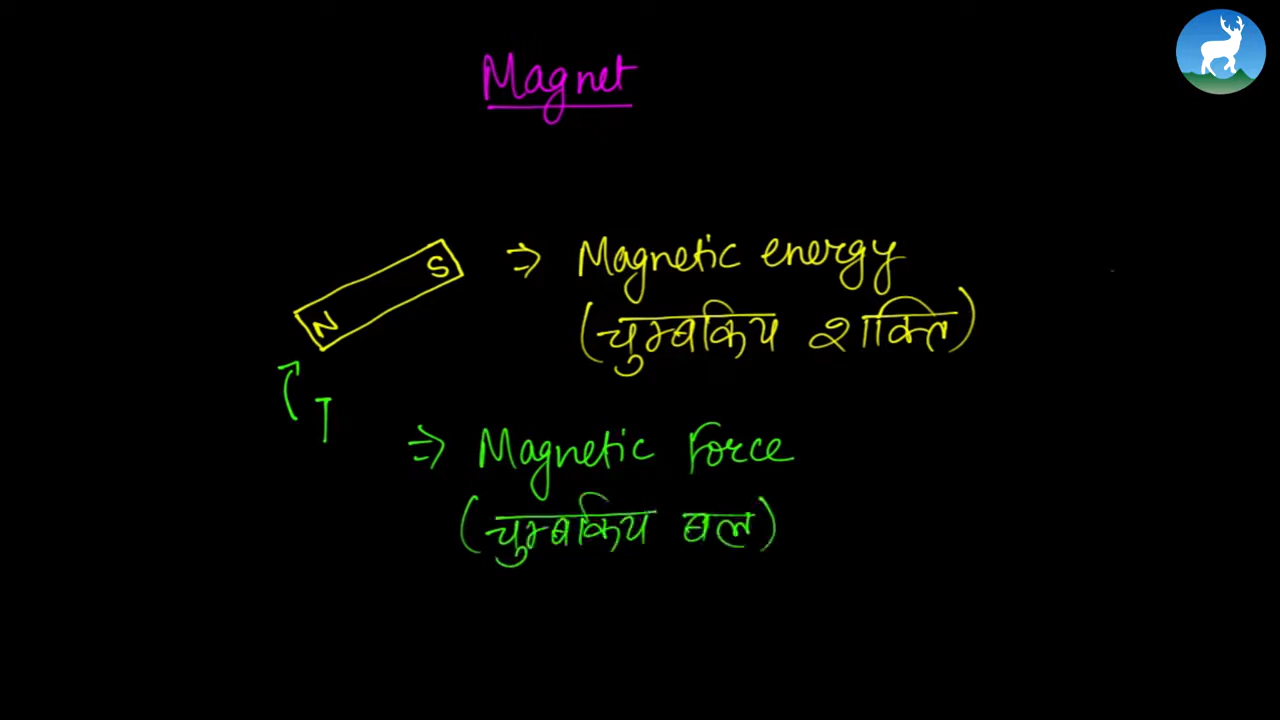 Magnet
S
N
⇒ Magnetic energy
(चुम्बकिय शक्ति)
⇒ Magnetic Force
(चुम्बकिय बल)